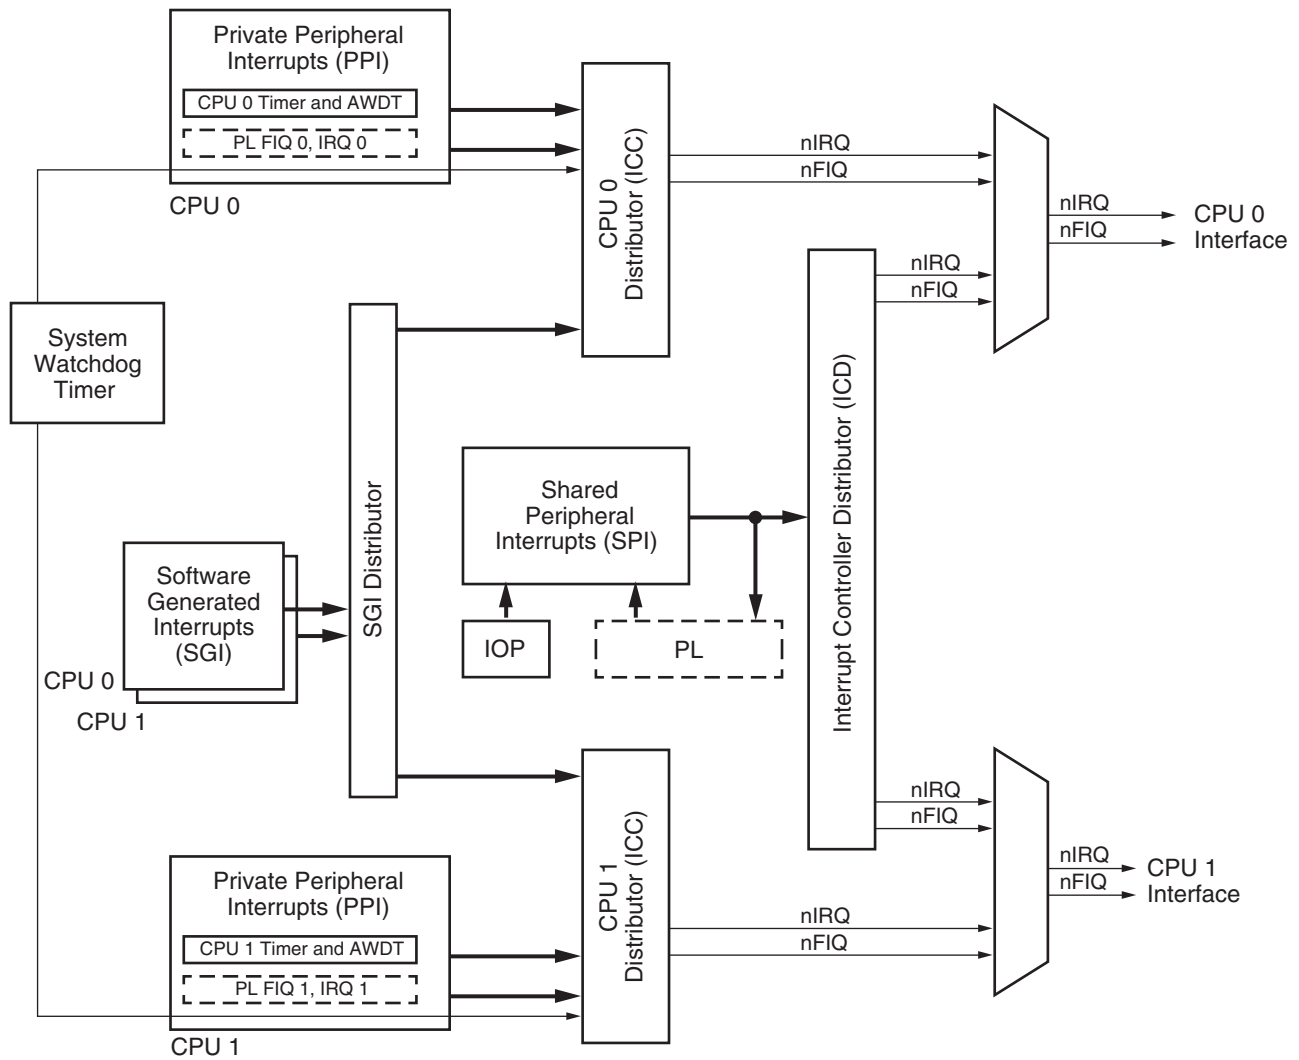 Private Peripheral
Interrupts (PPI)
CPU 0 Timer and AWDT
PL FIQ 0, IRQ 0
CPU 0
CPU 0
Distributor (ICC)
nIRQ
nFIQ
nIRQ
nFIQ
nIRQ
nFIQ
CPU 0
Interface
System
Watchdog
Timer
SGI Distributor
Shared
Peripheral
Interrupts (SPI)
IOP
PL
Interrupt Controller Distributor (ICD)
Software
Generated
Interrupts
(SGI)
CPU 0
CPU 1
Private Peripheral
Interrupts (PPI)
CPU 1 Timer and AWDT
PL FIQ 1, IRQ 1
CPU 1
CPU 1
Distributor (ICC)
nIRQ
nFIQ
nIRQ
nFIQ
nIRQ
nFIQ
CPU 1
Interface